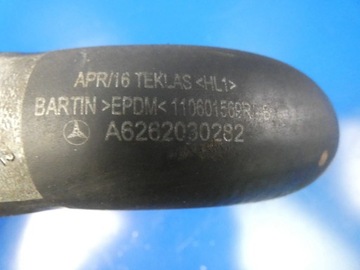 APR/16 TEKLAS <HL1>
BARTIN >EPDM<
A6262030282